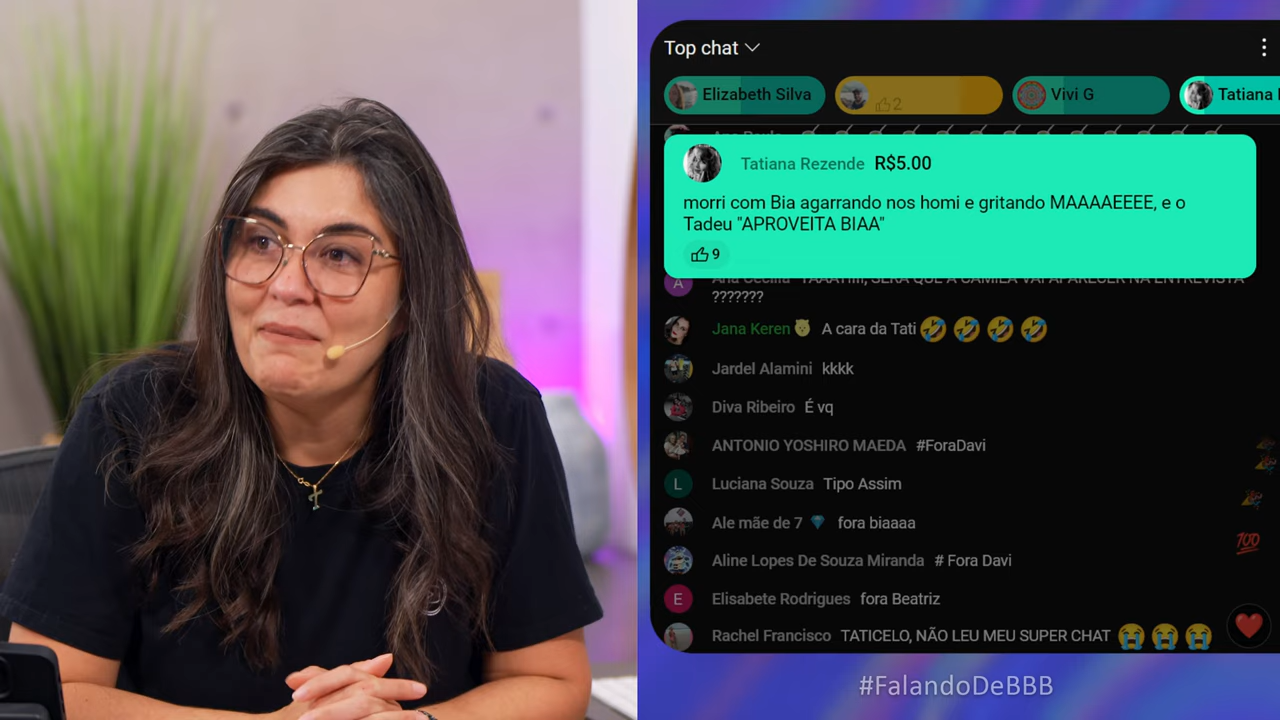 Top chat
Elizabeth Silva
2
Vivi G
Tatiana
Tatiana Rezende R$5.00
morri com Bia agarrando nos homi e gritando MAAAAEEEE, e o
Tadeu "APROVEITA BIAA"
9
???????
Jana Keren A cara da Tati
Jardel Alamini kkkk
Diva Ribeiro É vq
ANTONIO YOSHIRO MAEDA #ForaDavi
L
Luciana Souza Tipo Assim
Ale mãe de 7 fora biaaaa
Aline Lopes De Souza Miranda # Fora Davi
E
Elisabete Rodrigues fora Beatriz
Rachel Francisco TATICELO, NÃO LEU MEU SUPER CHAT
100
#FalandoDeBBB